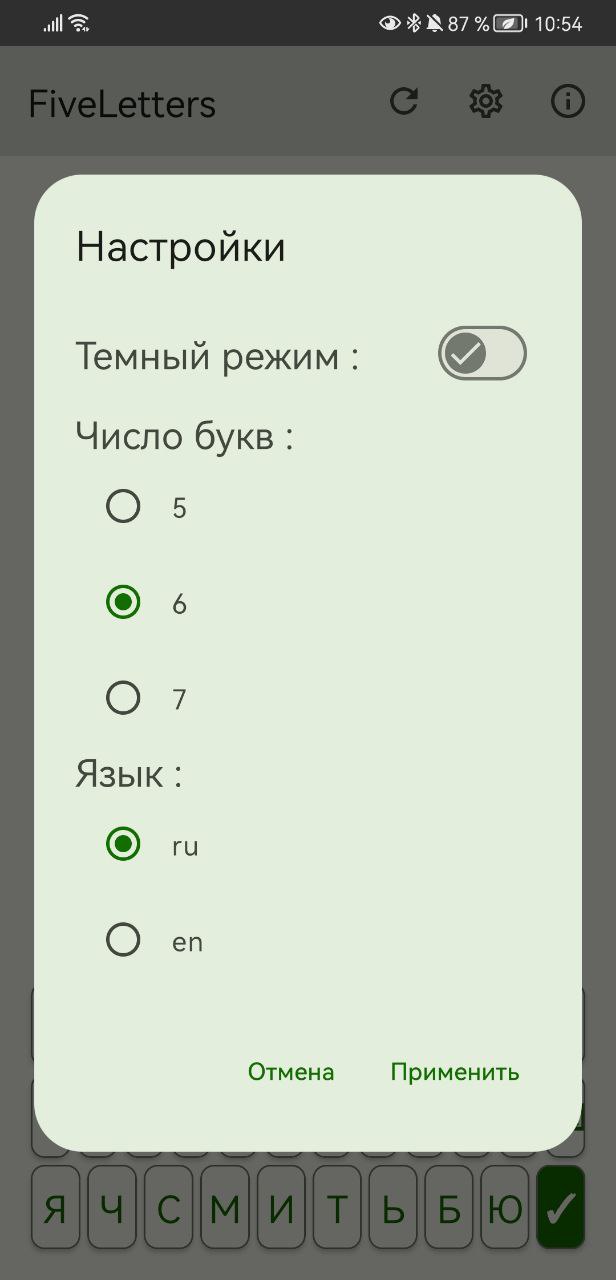 87 % 10:54
FiveLetters
Настройки
Темный режим :
Число букв :
5
6
7
Язык :
ru
en
Отмена Применить
Я Ч С М И Т Ь Б Ю ✓